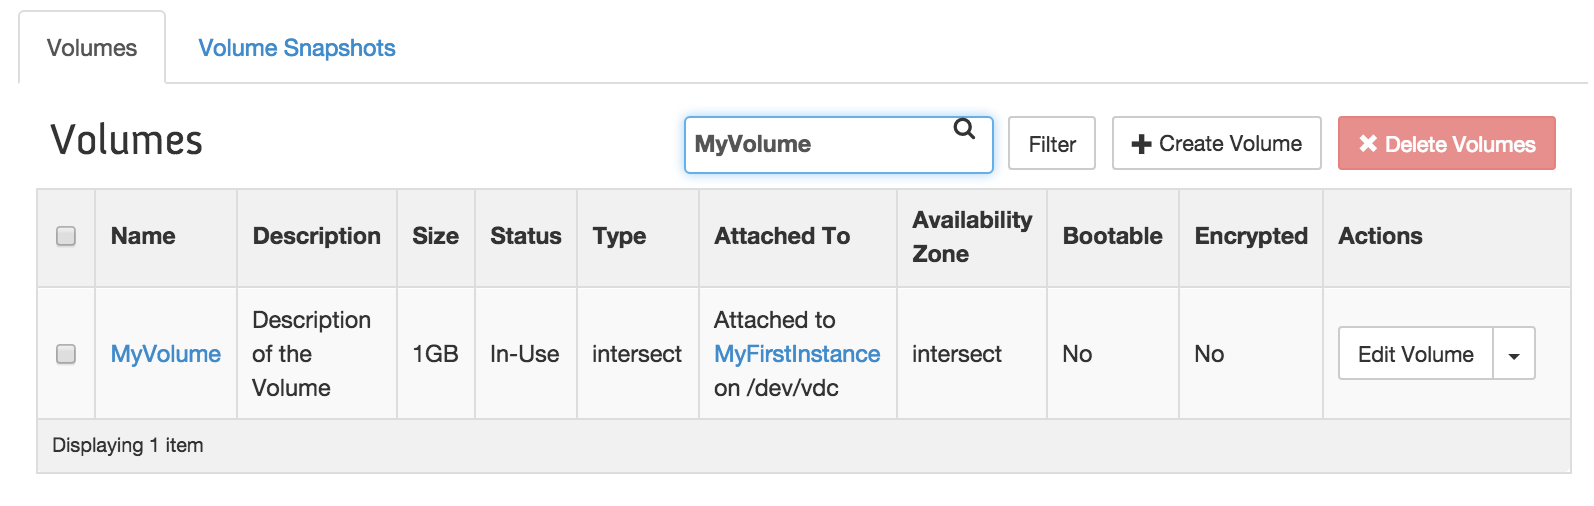 Volumes
Volume Snapshots
Volumes
MyVolume
Filter
Create Volume
Delete Volumes
Name
Description
Size
Status
Type
Attached To
Availability
Zone
Bootable
Encrypted
Actions
MyVolume
Description
of the
Volume
1GB
In-Use
intersect
Attached to
MyFirstInstance
on /dev/vdc
intersect
No
No
Edit Volume
Displaying 1 item